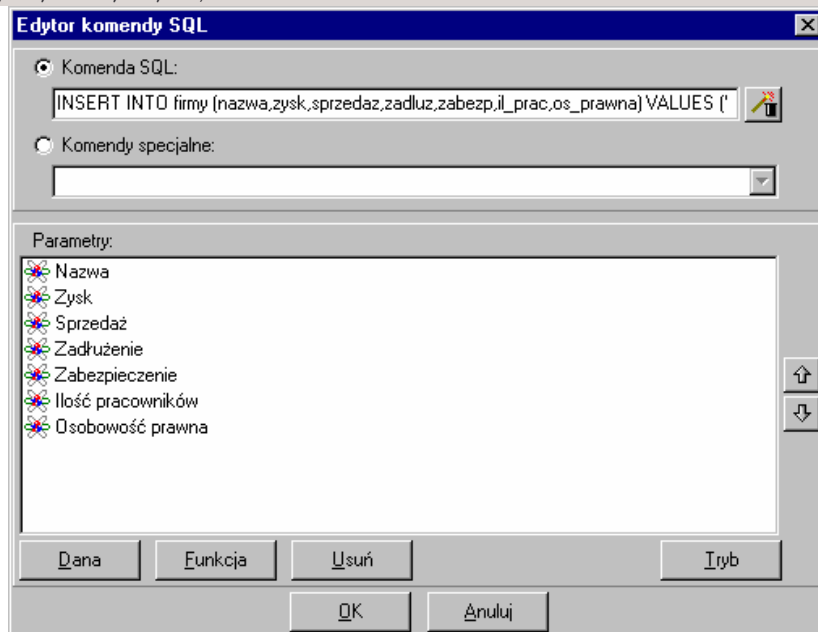 Edytor komendy SQL
Komenda SQL:
INSERT INTO firmy (nazwa,zysk,sprzedaz,zadluz,zabezp,il_prac,os_prawna) VALUES ('
Komendy specjalne:
Parametry:
Nazwa
Zysk
Sprzedaż
Zadłużenie
Zabezpieczenie
Ilość pracowników
Osobowość prawna
Dana Funkcja Usuń Tryb
OK Anuluj